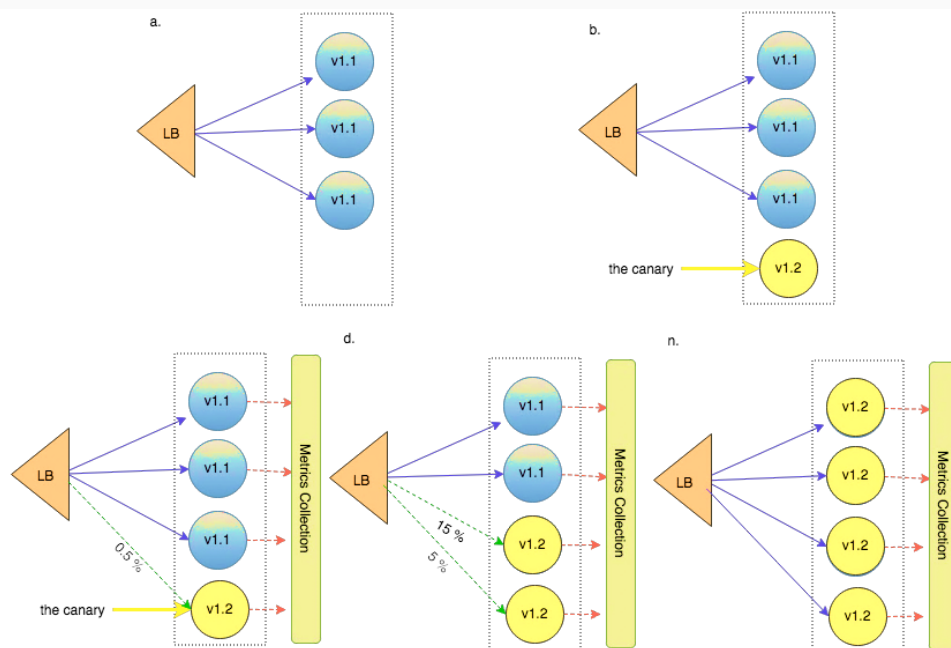 a.
LB
v1.1
v1.1
v1.1
b.
LB
v1.1
v1.1
v1.1
the canary
v1.2
LB
v1.1
v1.1
v1.1
0.5 %
the canary
v1.2
Metrics Collection
d.
LB
v1.1
v1.1
15 %
5 %
v1.2
v1.2
Metrics Collection
n.
LB
v1.2
v1.2
v1.2
v1.2
Metrics Collection